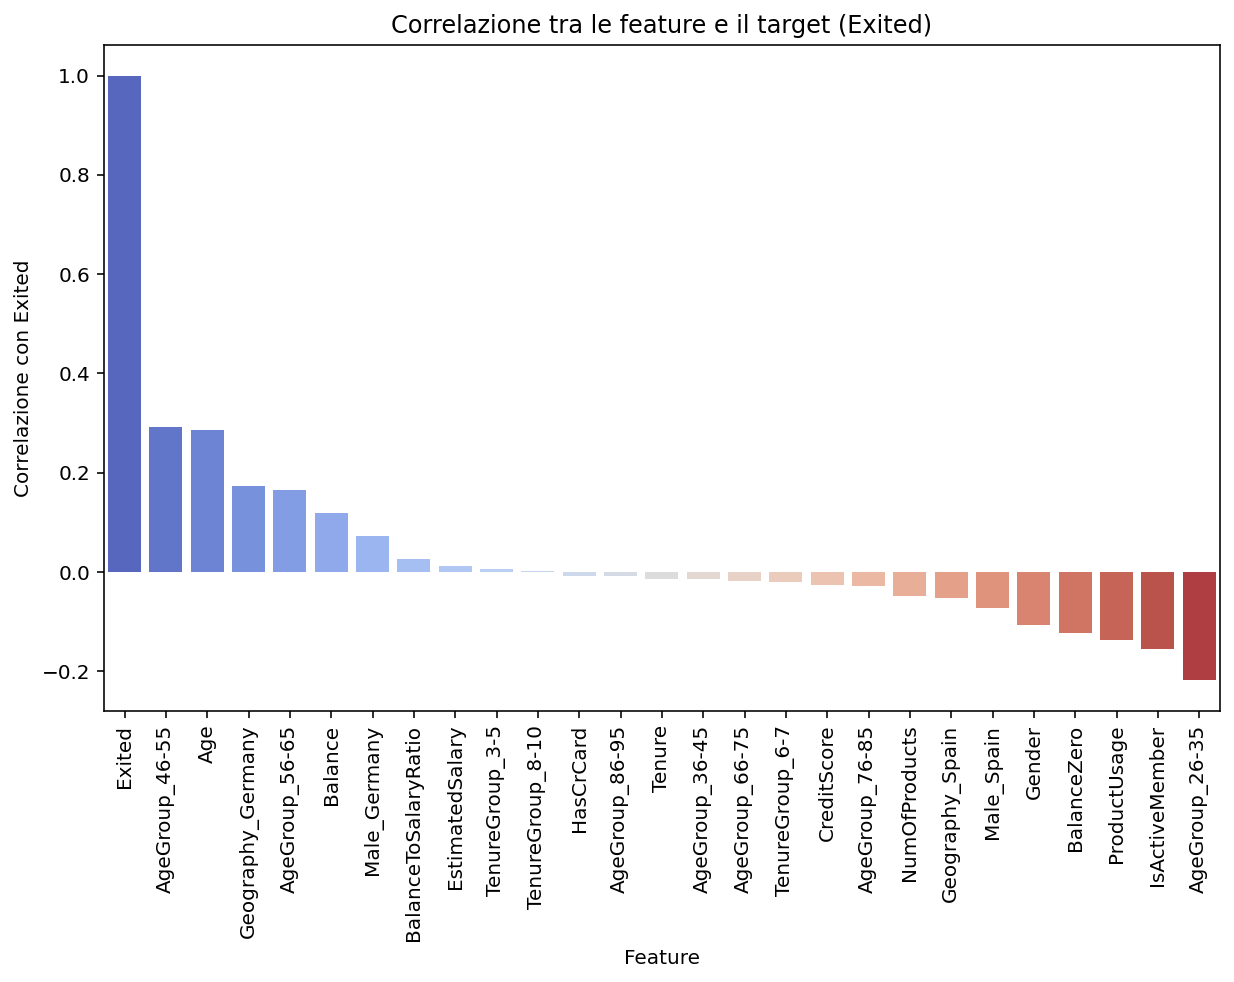 Correlazione tra le feature e il target (Exited)
Correlazione con Exited
1.0
0.8
0.6
0.4
0.2
0.0
−0.2
Exited
AgeGroup_46-55
Age
Geography_Germany
AgeGroup_56-65
Balance
Male_Germany
BalanceToSalaryRatio
EstimatedSalary
TenureGroup_3-5
TenureGroup_8-10
HasCrCard
AgeGroup_86-95
Tenure
AgeGroup_36-45
AgeGroup_66-75
TenureGroup_6-7
CreditScore
AgeGroup_76-85
NumOfProducts
Geography_Spain
Male_Spain
Gender
BalanceZero
ProductUsage
IsActiveMember
AgeGroup_26-35
Feature